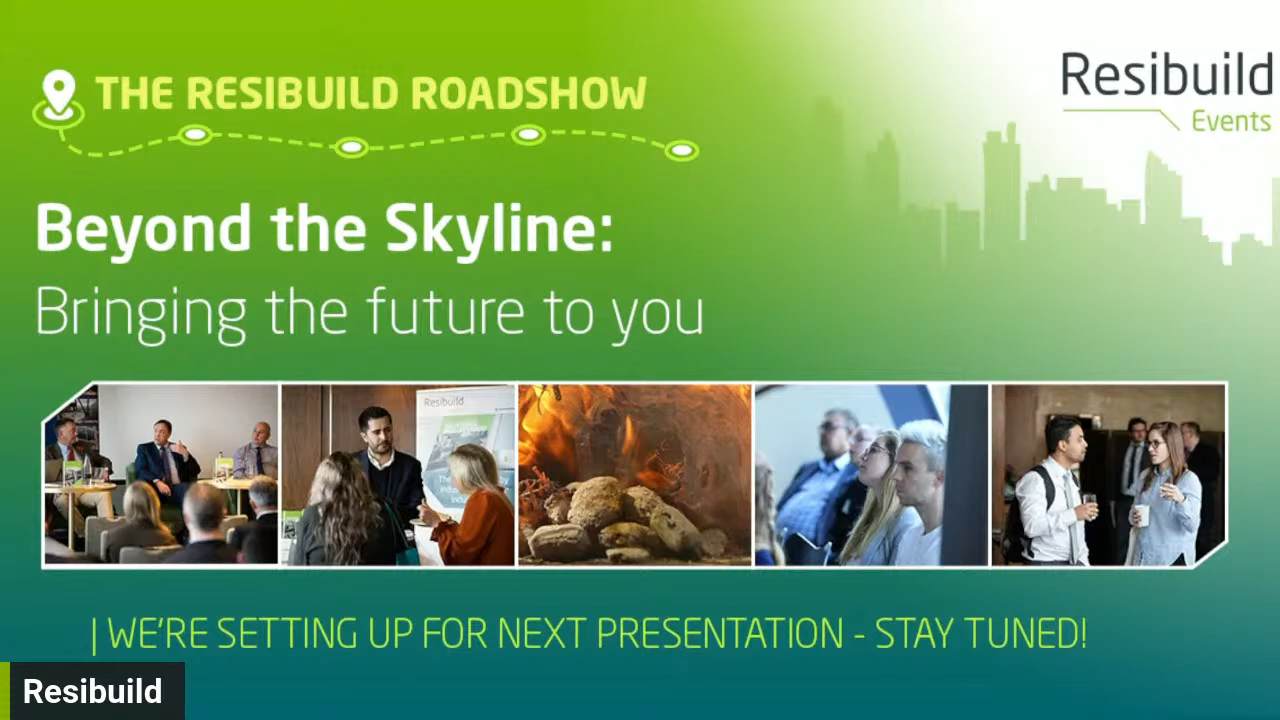 THE RESIBUILD ROADSHOW
Resibuild
Events
Beyond the Skyline:
Bringing the future to you
Resibuild
| WE'RE SETTING UP FOR NEXT PRESENTATION - STAY TUNED!
Resibuild